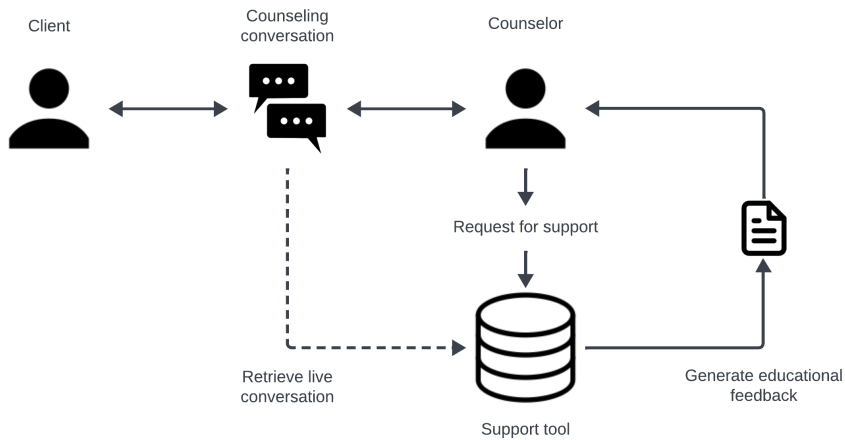 Client
Counseling
conversation
Counselor
Request for support
Retrieve live
conversation
Generate educational
feedback
Support tool